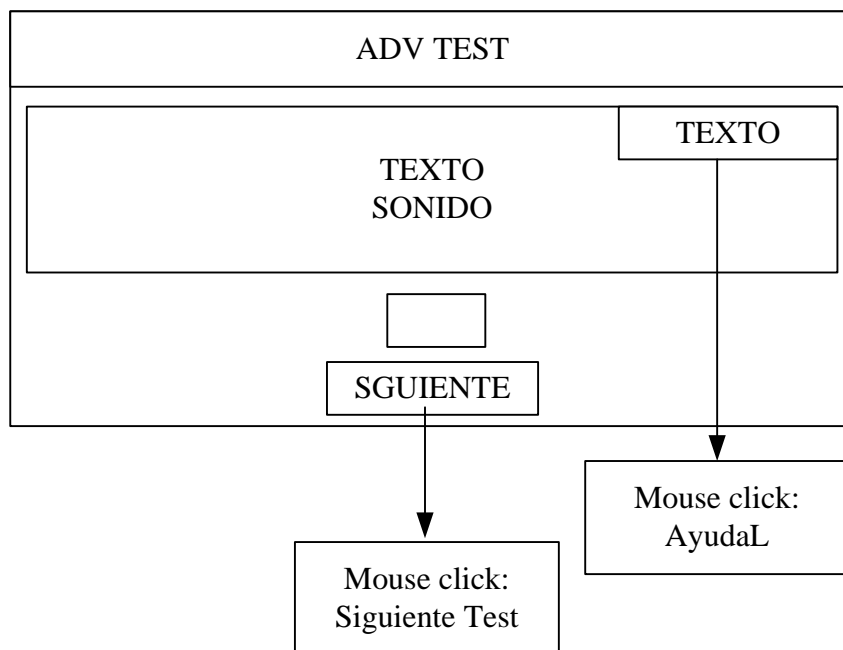 ADV TEST
TEXTO
TEXTO
SONIDO
SGUIENTE
Mouse click:
AyudaL
Mouse click:
Siguiente Test